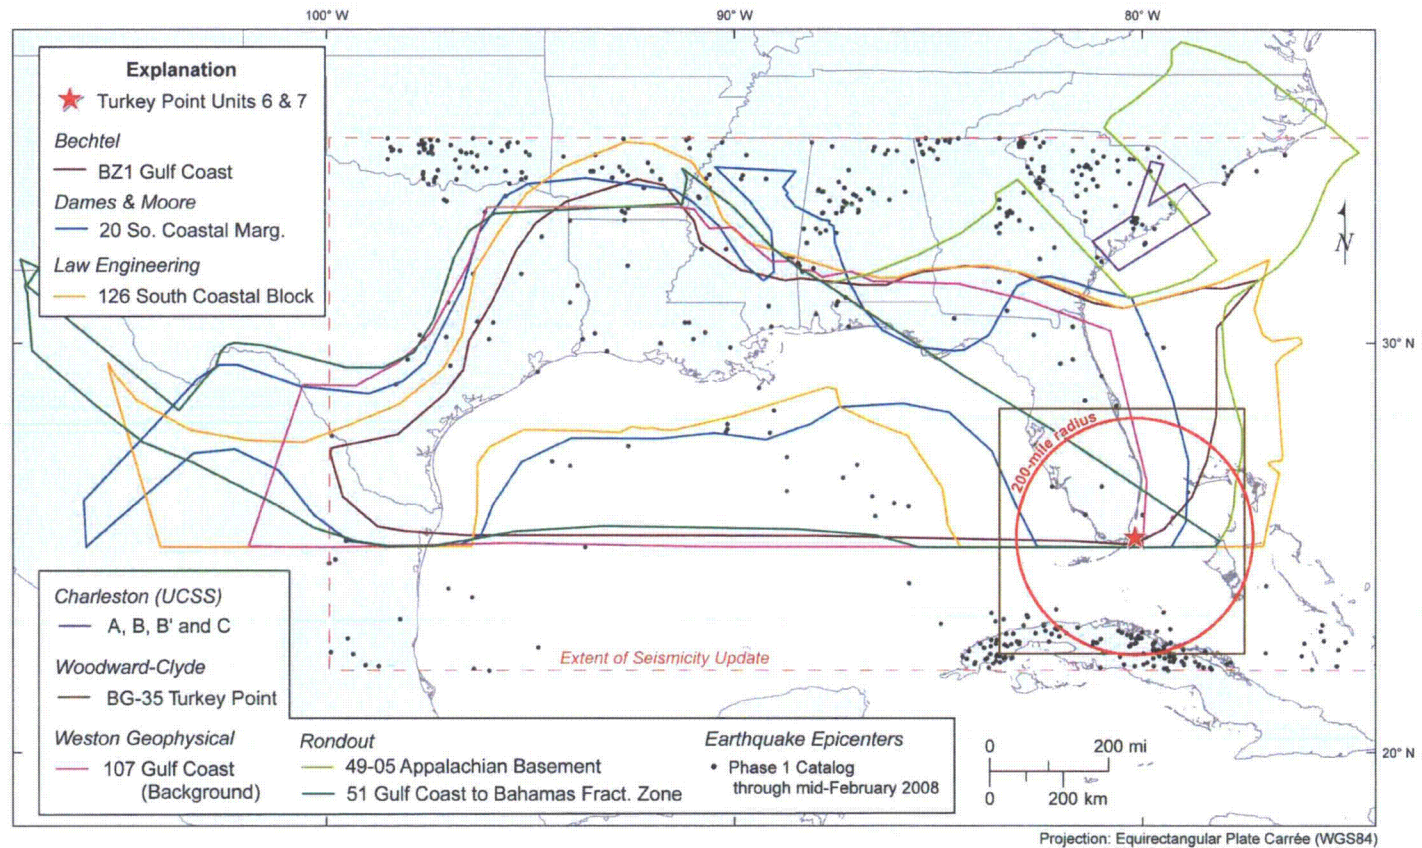 100° W
90° W
80° W
Explanation
Turkey Point Units 6 & 7
Bechtel
BZ1 Gulf Coast
Dames & Moore
20 So. Coastal Marg.
Law Engineering
126 South Coastal Block
N
30° N
200-mile radius
Charleston (UCSS)
A, B, B' and C
Woodward-Clyde
BG-35 Turkey Point
Weston Geophysical
107 Gulf Coast
(Background)
Extent of Seismicity Update
Rondout
49-05 Appalachian Basement
51 Gulf Coast to Bahamas Fract. Zone
Earthquake Epicenters
Phase 1 Catalog
through mid-February 2008
0 200 mi
0 200 km
20° N
Projection: Equirectangular Plate Carrée (WGS84)